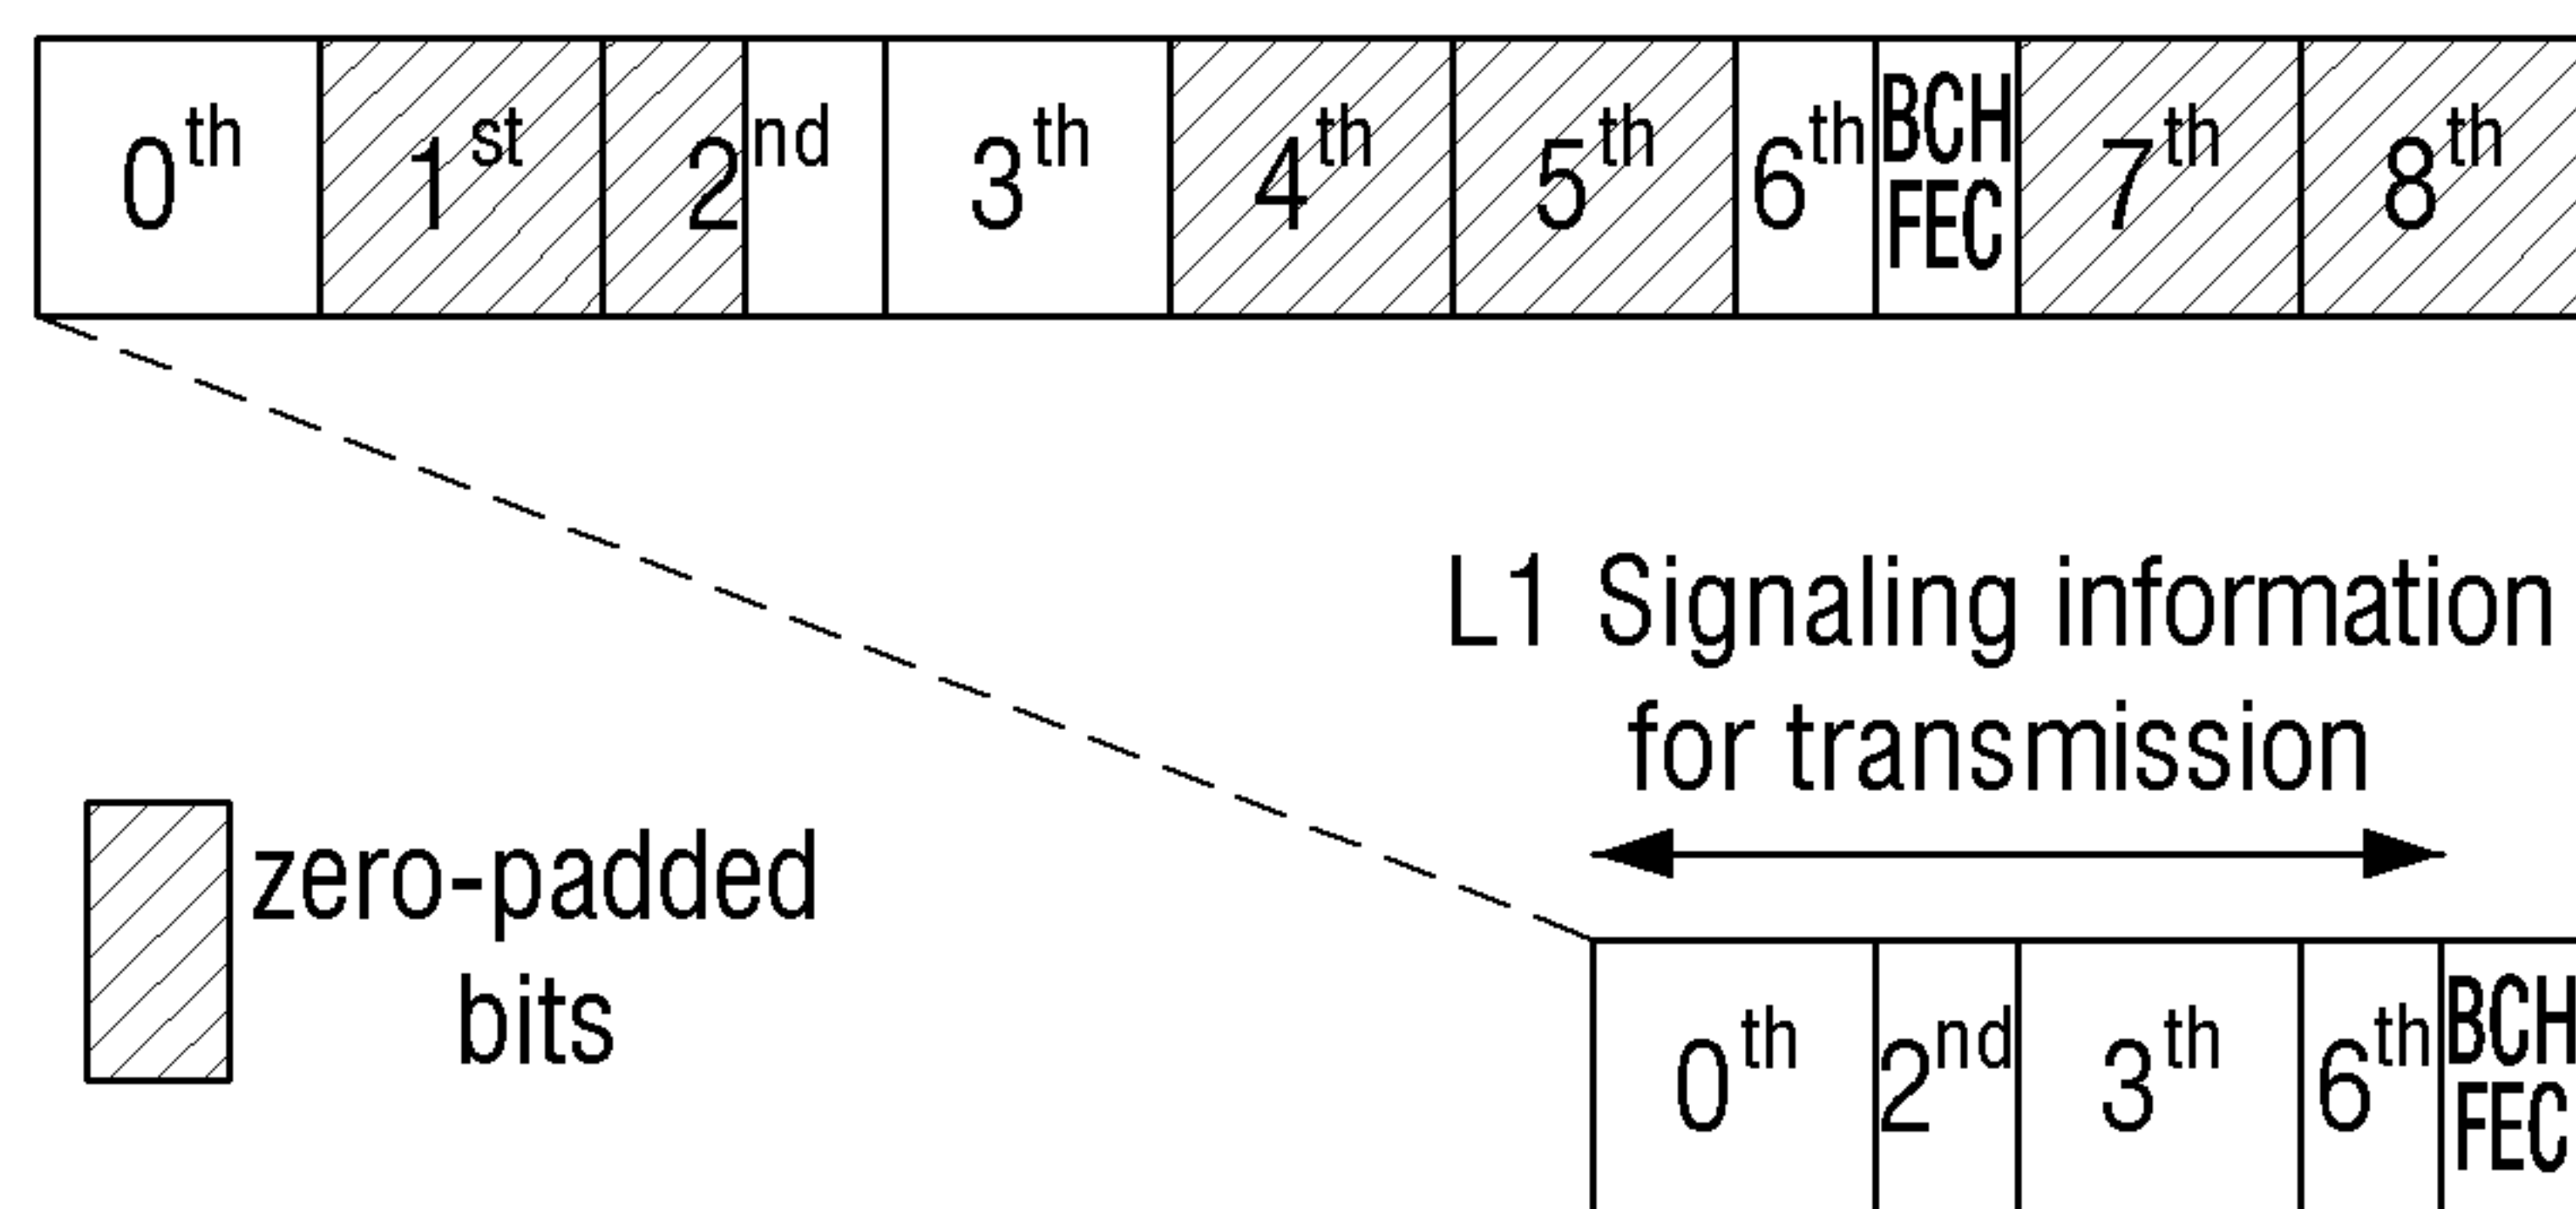 0th 1st 2nd 3th 4th 5th 6th BCH FEC 7th 8th
L1 Signaling information
for transmission
zero-padded
bits
0th 2nd 3th 6th BCH FEC